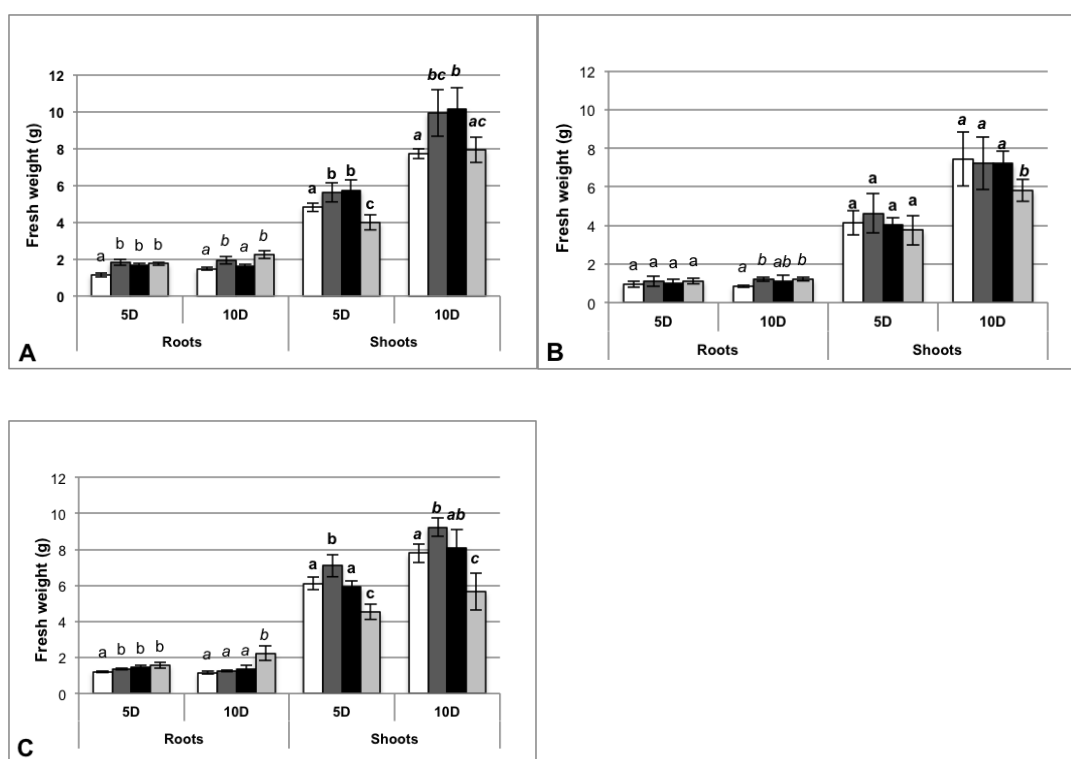 12
10
8
6
4
2
0
Fresh weight (g)
a b b b
a b a b
a b b c
a bc b ac
5D 10D 5D 10D
Roots Shoots
A
12
10
8
6
4
2
0
Fresh weight (g)
a a a a
a b ab b
a a a a
a a a b
5D 10D 5D 10D
Roots Shoots
B
12
10
8
6
4
2
0
Fresh weight (g)
a b b b
a a a b
a b a c
a b ab c
5D 10D 5D 10D
Roots Shoots
C